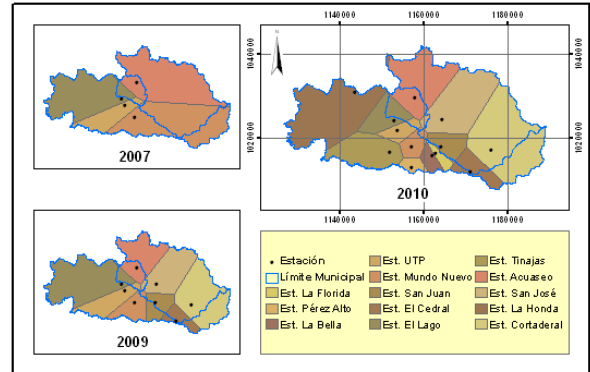 1140000 1160000 1180000
1040000 1040000
N
1020000 1020000
2007
2010
1140000 1160000 1180000
2009
Estación
Límite Municipal
Est. La Florida
Est. Pérez Alto
Est. La Bella
Est. UTP
Est. Mundo Nuevo
Est. San Juan
Est. El Cedral
Est. El Lago
Est. Tinajas
Est. Acuaseo
Est. San José
Est. La Honda
Est. Cortaderal